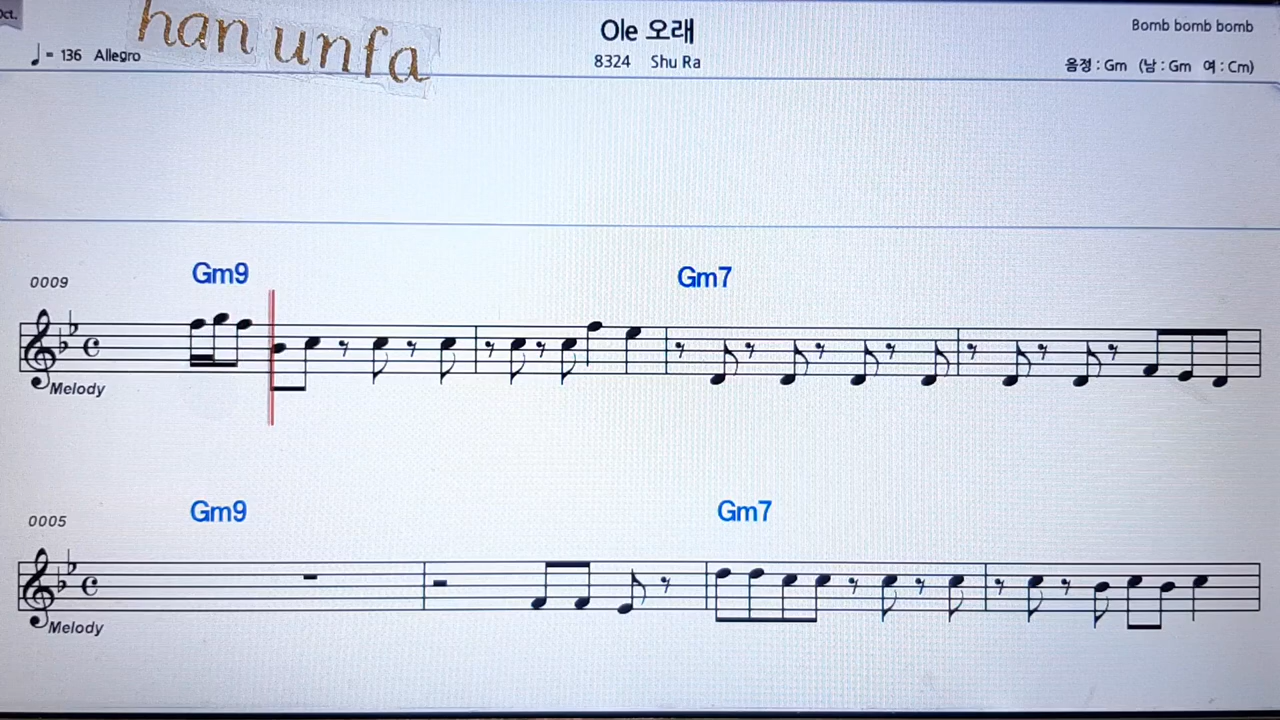 Oct.
han unfa
Ole 오래
Bomb bomb bomb
♩ = 136 Allegro
8324 Shu Ra
음정 : Gm (남 : Gm 여 : Cm)
Gm9 Gm7
0009
Melody
Gm9 Gm7
0005
Melody